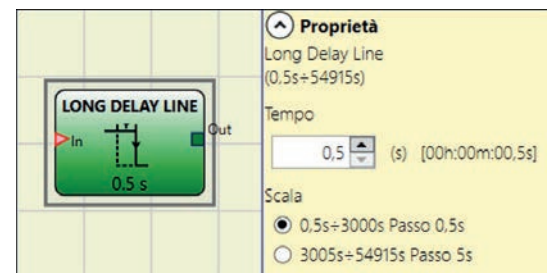 LONG DELAY LINE
In
Out
0.5 s
Proprietà
Long Delay Line
(0,5s÷54915s)
Tempo
0,5 (s) [00h:00m:00,5s]
Scala
0,5s÷3000s Passo 0,5s
3005s÷54915s Passo 5s